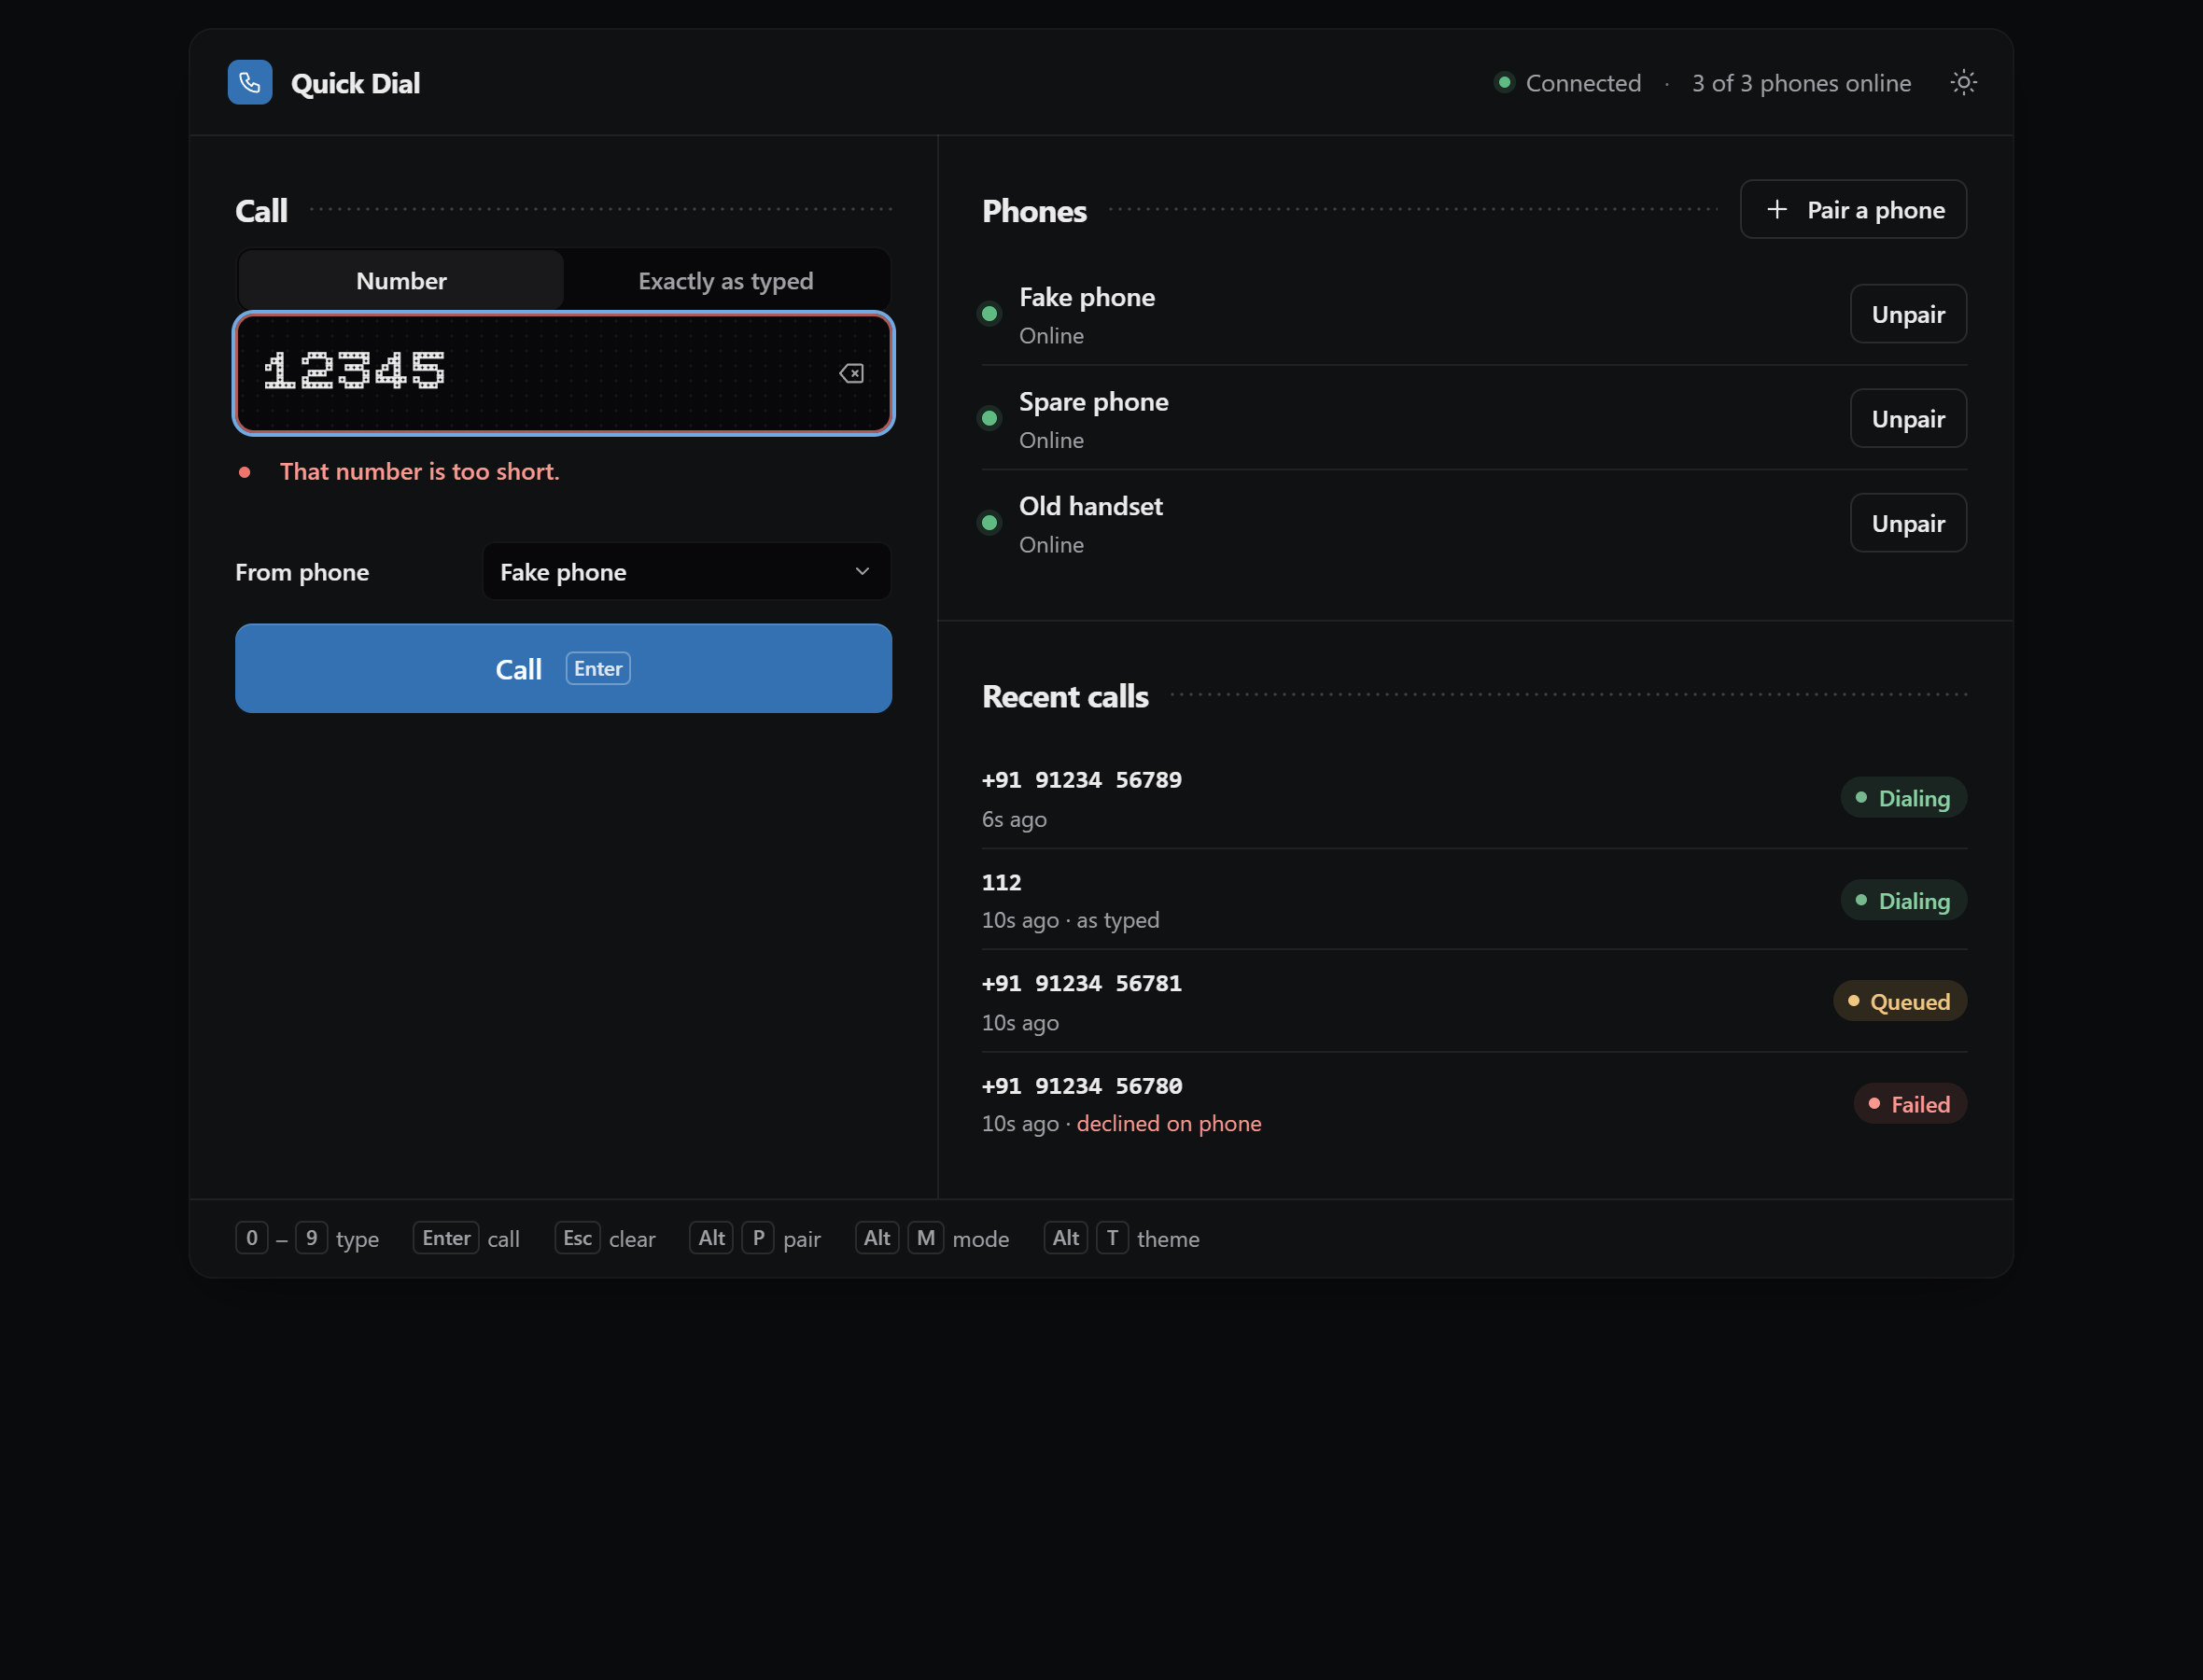 Quick Dial
Connected · 3 of 3 phones online
Call
Number
Exactly as typed
12345
That number is too short.
From phone
Fake phone
Call Enter
Phones
Pair a phone
Fake phone
Online
Unpair
Spare phone
Online
Unpair
Old handset
Online
Unpair
Recent calls
+91 91234 56789
6s ago
Dialing
112
10s ago · as typed
Dialing
+91 91234 56781
10s ago
Queued
+91 91234 56780
10s ago · declined on phone
Failed
0 – 9 type Enter call Esc clear Alt P pair Alt M mode Alt T theme